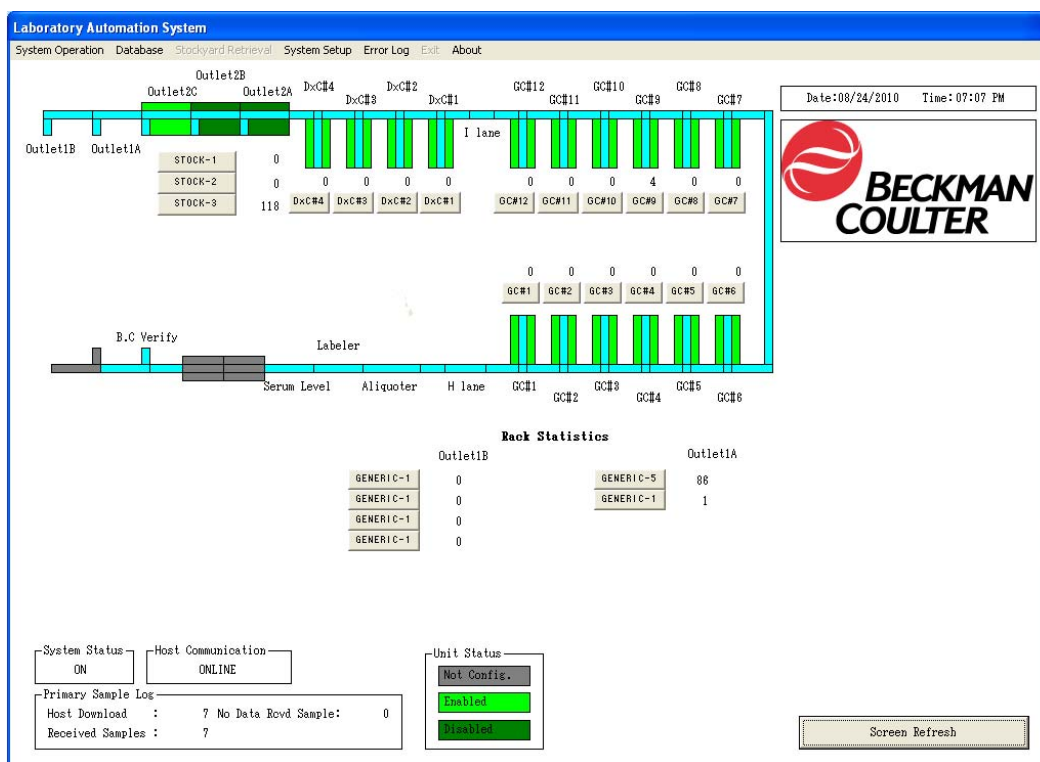 Laboratory Automation System
System Operation Database Stockyard Retrieval System Setup Error Log Exit About
Outlet2B
Outlet2C Outlet2A DxC#4 DxC#2 GC#12 GC#10 GC#8
DxC#3 DxC#1 GC#11 GC#9 GC#7
Date:08/24/2010 Time:07:07 PM
I lane
Outlet1B Outlet1A
STOCK-1 0
STOCK-2 0 0 0 0 0 0 0 0 4 0 0
STOCK-3 118 DxC#4 DxC#3 DxC#2 DxC#1 GC#12 GC#11 GC#10 GC#9 GC#8 GC#7
BECKMAN
COULTER
0 0 0 0 0 0
GC#1 GC#2 GC#3 GC#4 GC#5 GC#6
B.C Verify
Labeler
Serum Level Aliquoter H lane GC#1 GC#3 GC#5
GC#2 GC#4 GC#6
Rack Statistics
Outlet1B Outlet1A
GENERIC-1 0 GENERIC-5 86
GENERIC-1 0 GENERIC-1 1
GENERIC-1 0
GENERIC-1 0
System Status Host Communication Unit Status
ON ONLINE Not Config.
Primary Sample Log
Host Download : 7 No Data Rcvd Sample: 0 Enabled
Received Samples : 7 Disabled
Screen Refresh